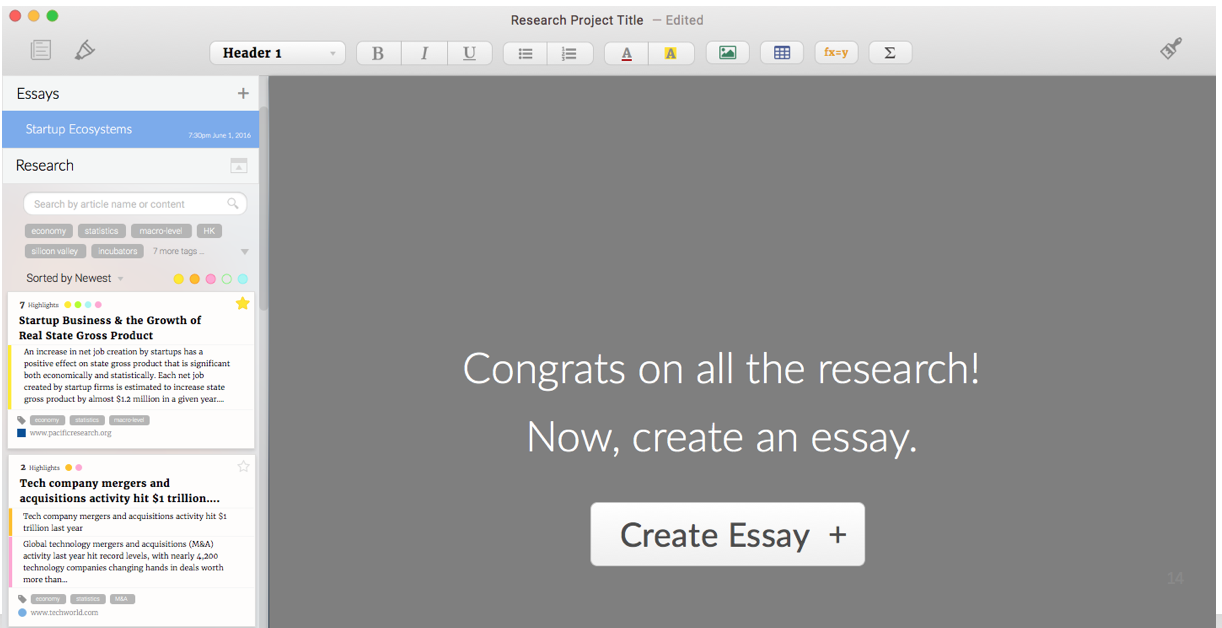 Research Project Title — Edited
Header 1 B I U A A fx=y Σ
Essays +
Startup Ecosystems 7:30pm June 1, 2016
Research
Search by article name or content
economy statistics macro-level HK
silicon valley incubators 7 more tags ...
Sorted by Newest
7 Highlights
Startup Business & the Growth of
Real State Gross Product
An increase in net job creation by startups has a
positive effect on state gross product that is significant
both economically and statistically. Each net job
created by startup firms is estimated to increase state
gross product by almost $1.2 million in a given year....
economy statistics macro-level
www.pacificresearch.org
2 Highlights
Tech company mergers and
acquisitions activity hit $1 trillion....
Tech company mergers and acquisitions activity hit $1
trillion last year
Global technology mergers and acquisitions (M&A)
activity last year hit record levels, with nearly 4,200
technology companies changing hands in deals worth
more than...
economy statistics M&A
www.techworld.com
Congrats on all the research!
Now, create an essay.
Create Essay +
14